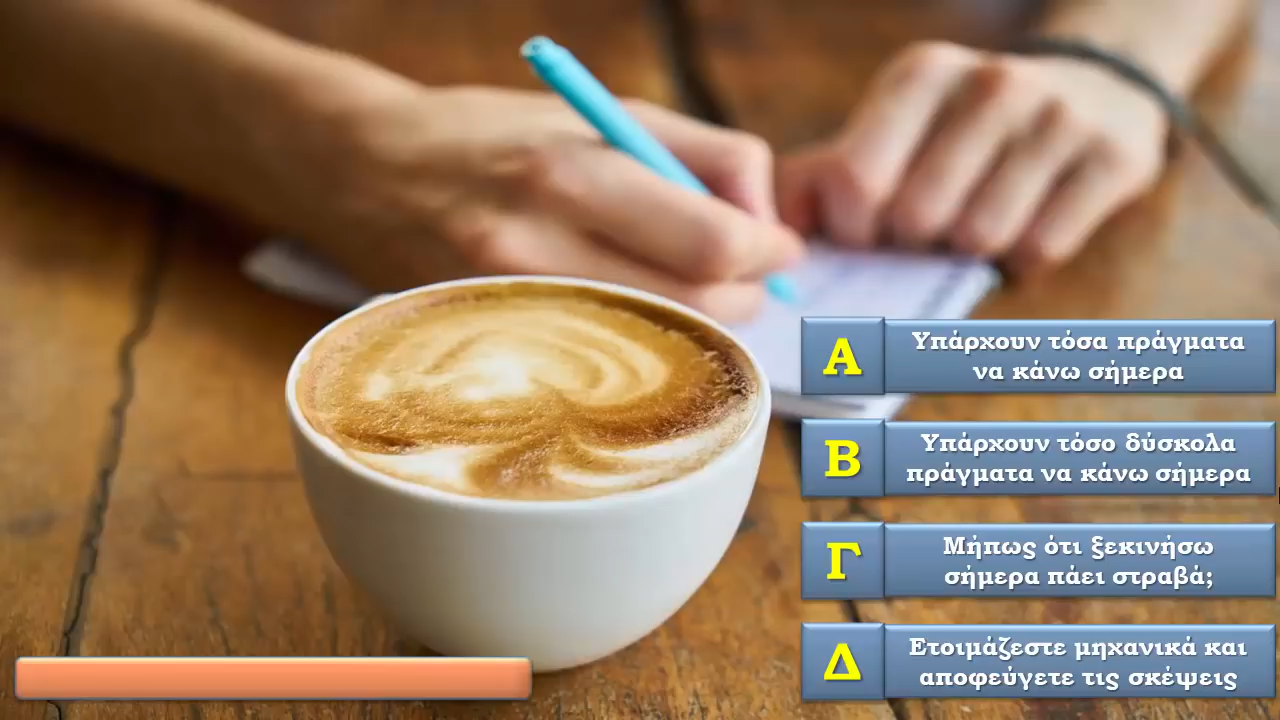 Α
Υπάρχουν τόσα πράγματα
να κάνω σήμερα
Β
Υπάρχουν τόσο δύσκολα
πράγματα να κάνω σήμερα
Γ
Μήπως ότι ξεκινήσω
σήμερα πάει στραβά;
Δ
Ετοιμάζεστε μηχανικά και
αποφεύγετε τις σκέψεις